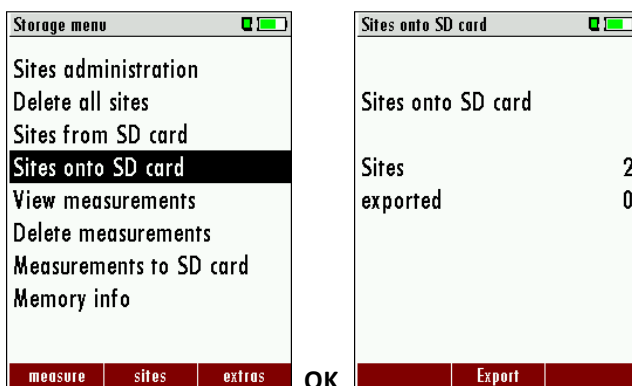 Storage menu
Sites administration
Delete all sites
Sites from SD card
Sites onto SD card
View measurements
Delete measurements
Measurements to SD card
Memory info
measure sites extras
OK
Sites onto SD card
Sites onto SD card
Sites 2
exported 0
Export